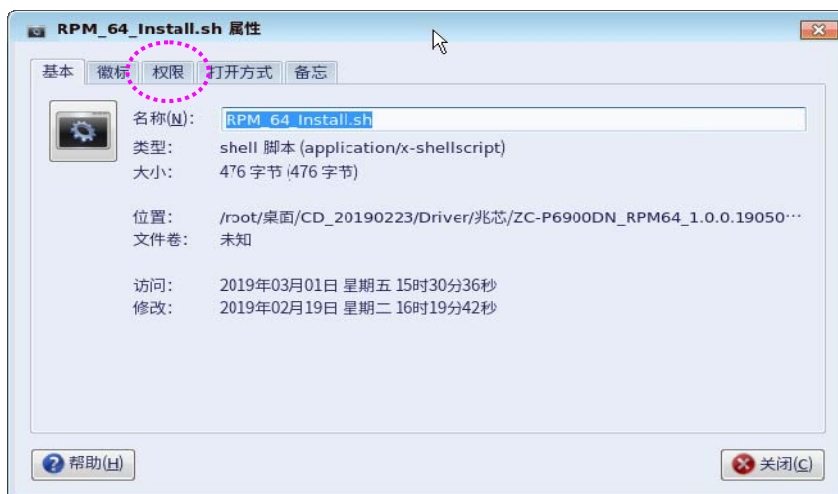 RPM_64_Install.sh 属性
基本 徽标 权限 打开方式 备忘
名称(N): RPM_64_Install.sh
类型: shell 脚本 (application/x-shellscript)
大小: 476 字节 (476 字节)
位置: /root/桌面/CD_20190223/Driver/兆芯/ZC-P6900DN_RPM64_1.0.0.19050···
文件卷: 未知
访问: 2019年03月01日 星期五 15时30分36秒
修改: 2019年02月19日 星期二 16时19分42秒
帮助(H) 关闭(C)